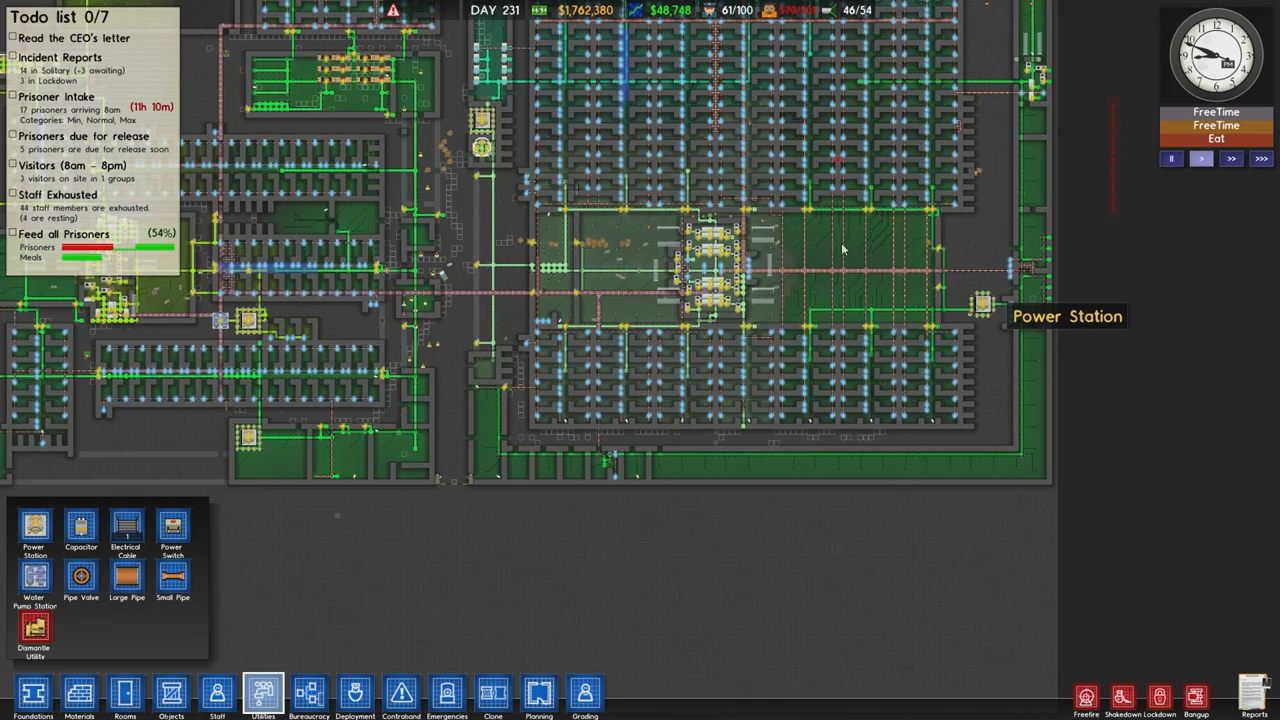 Todo list 0/7
Read the CEO's letter
Incident Reports
14 in Solitary (+3 awaiting)
3 in Lockdown
Prisoner Intake
17 prisoners arriving 8am
(11h 10m)
Categories: Min, Normal, Max
Prisoners due for release
5 prisoners are due for release soon
Visitors (8am - 8pm)
3 visitors on site in 1 groups
Staff Exhausted
44 staff members are exhausted.
(4 are resting)
Feed all Prisoners (54%)
Prisoners
Meals
DAY 231 $1,762,380 $48,748 61/100 46/54
PM
FreeTime
FreeTime
Eat
Power Station
Power Station
Capacitor
Electrical Cable
1
Power Switch
Water Pump Station
Pipe Valve
Large Pipe
Small Pipe
Dismantle Utility
Foundations
Materials
Rooms
Objects
Staff
Utilities
Bureaucracy
Deployment
Contraband
Emergencies
Clone
Planning
Grading
Freefire
Shakedown
Lockdown
Bangup
Reports